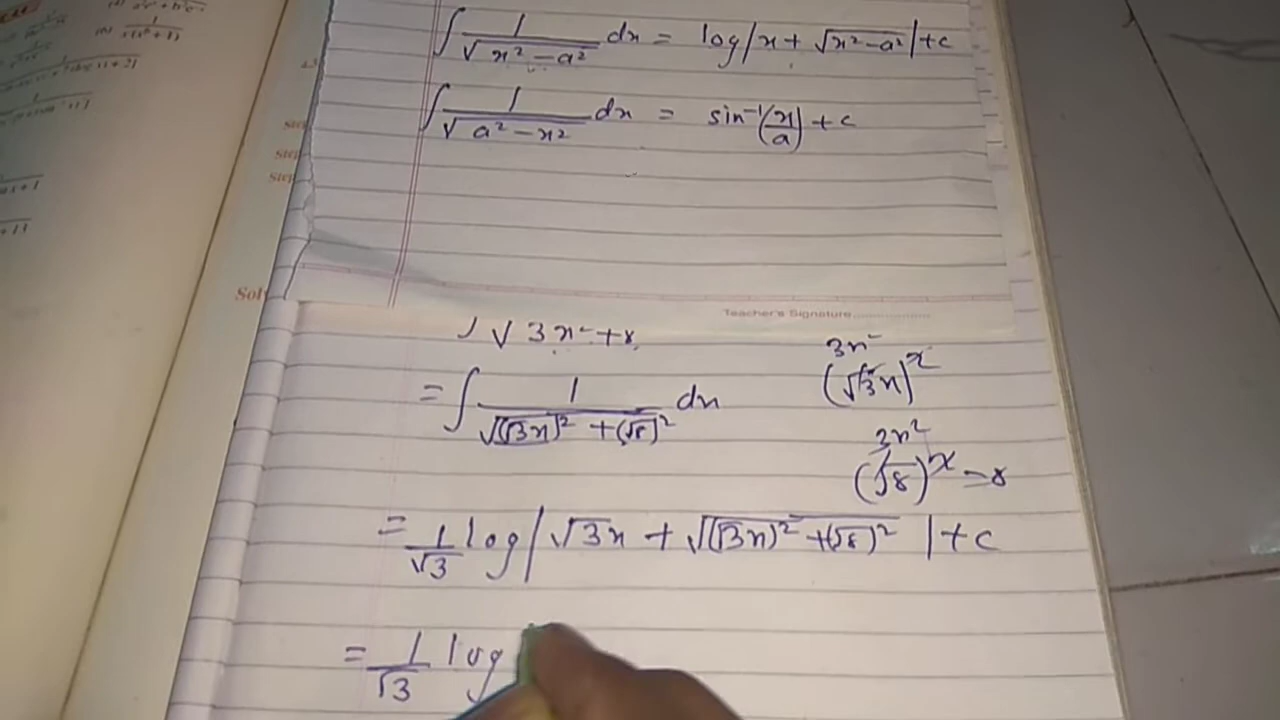 ∫ 1/√(x² − a²) dx = log|x + √(x² − a²)| + c
∫ 1/√(a² − x²) dx = sin⁻¹(x/a) + c
Teacher's Signature
Sol
∫ √3x² + 8
= ∫ 1/√((√3x)² + (√8)²) dx
3x²
(√3x)²
3x²
(√8)² = 8
= 1/√3 log|√3x + √((√3x)² + (√8)²)| + c
= 1/√3 log